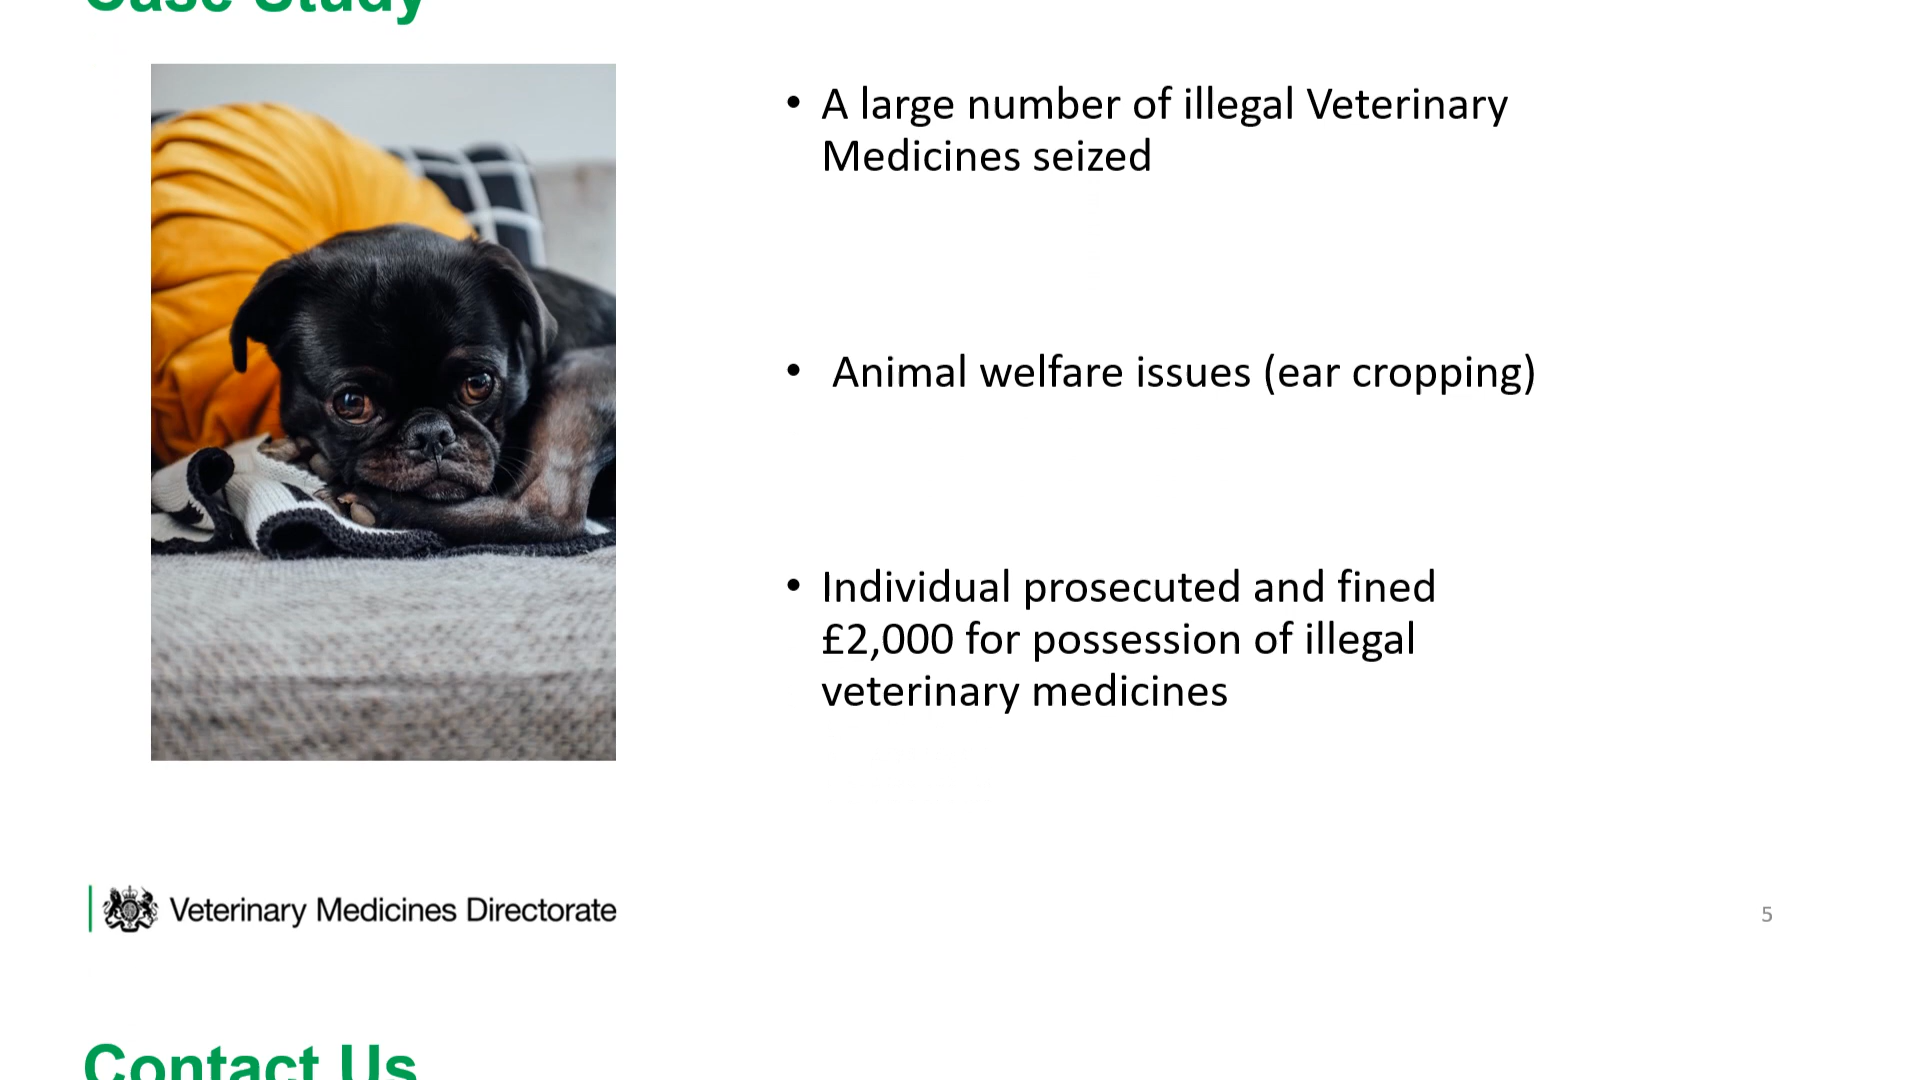 Case Study
• A large number of illegal Veterinary
Medicines seized
• Animal welfare issues (ear cropping)
• Individual prosecuted and fined
£2,000 for possession of illegal
veterinary medicines
Veterinary Medicines Directorate
5
Contact Us